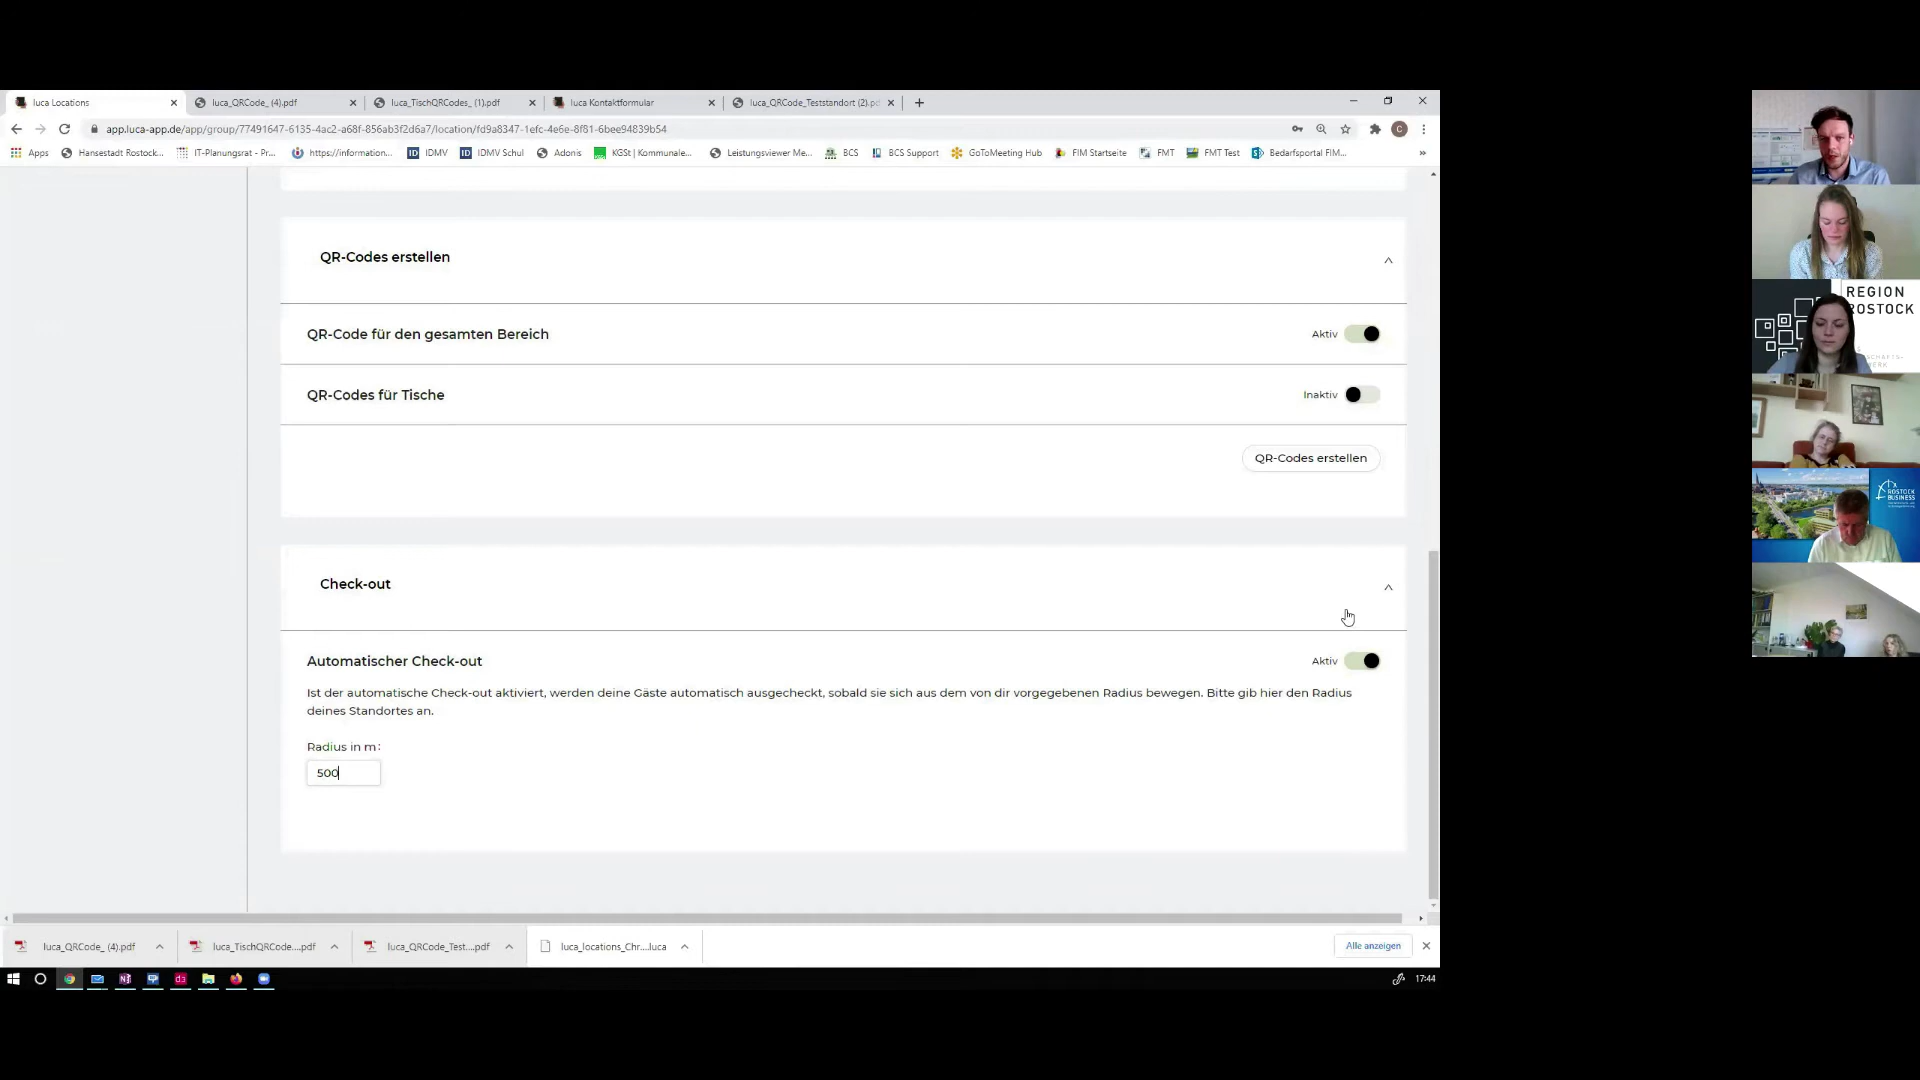 luca Locations
luca_QRCode_ (4).pdf
luca_TischQRCodes_ (1).pdf
luca Kontaktformular
luca_QRCode_Teststandort (2).pd
app.luca-app.de/app/group/77491647-6135-4ac2-a68f-856ab3f2d6a7/location/fd9a8347-1efc-4e6e-8f81-6bee94839b54
C
Apps
Hansestadt Rostock...
IT-Planungsrat - Pr...
https://information...
ID IDMV
ID IDMV Schul
Adonis
KGSt | Kommunale...
Leistungsviewer Me...
BCS
BCS Support
GoToMeeting Hub
FIM Startseite
FMT
FMT Test
Bedarfsportal FIM...
»
QR-Codes erstellen
QR-Code für den gesamten Bereich
Aktiv
QR-Codes für Tische
Inaktiv
QR-Codes erstellen
Check-out
Automatischer Check-out
Aktiv
Ist der automatische Check-out aktiviert, werden deine Gäste automatisch ausgecheckt, sobald sie sich aus dem von dir vorgegebenen Radius bewegen. Bitte gib hier den Radius
deines Standortes an.
Radius in m:
500
luca_QRCode_ (4).pdf
luca_TischQRCode....pdf
luca_QRCode_Test....pdf
luca_locations_Chr....luca
Alle anzeigen
17:44
REGION
ROSTOCK
ROSTOCK
BUSINESS